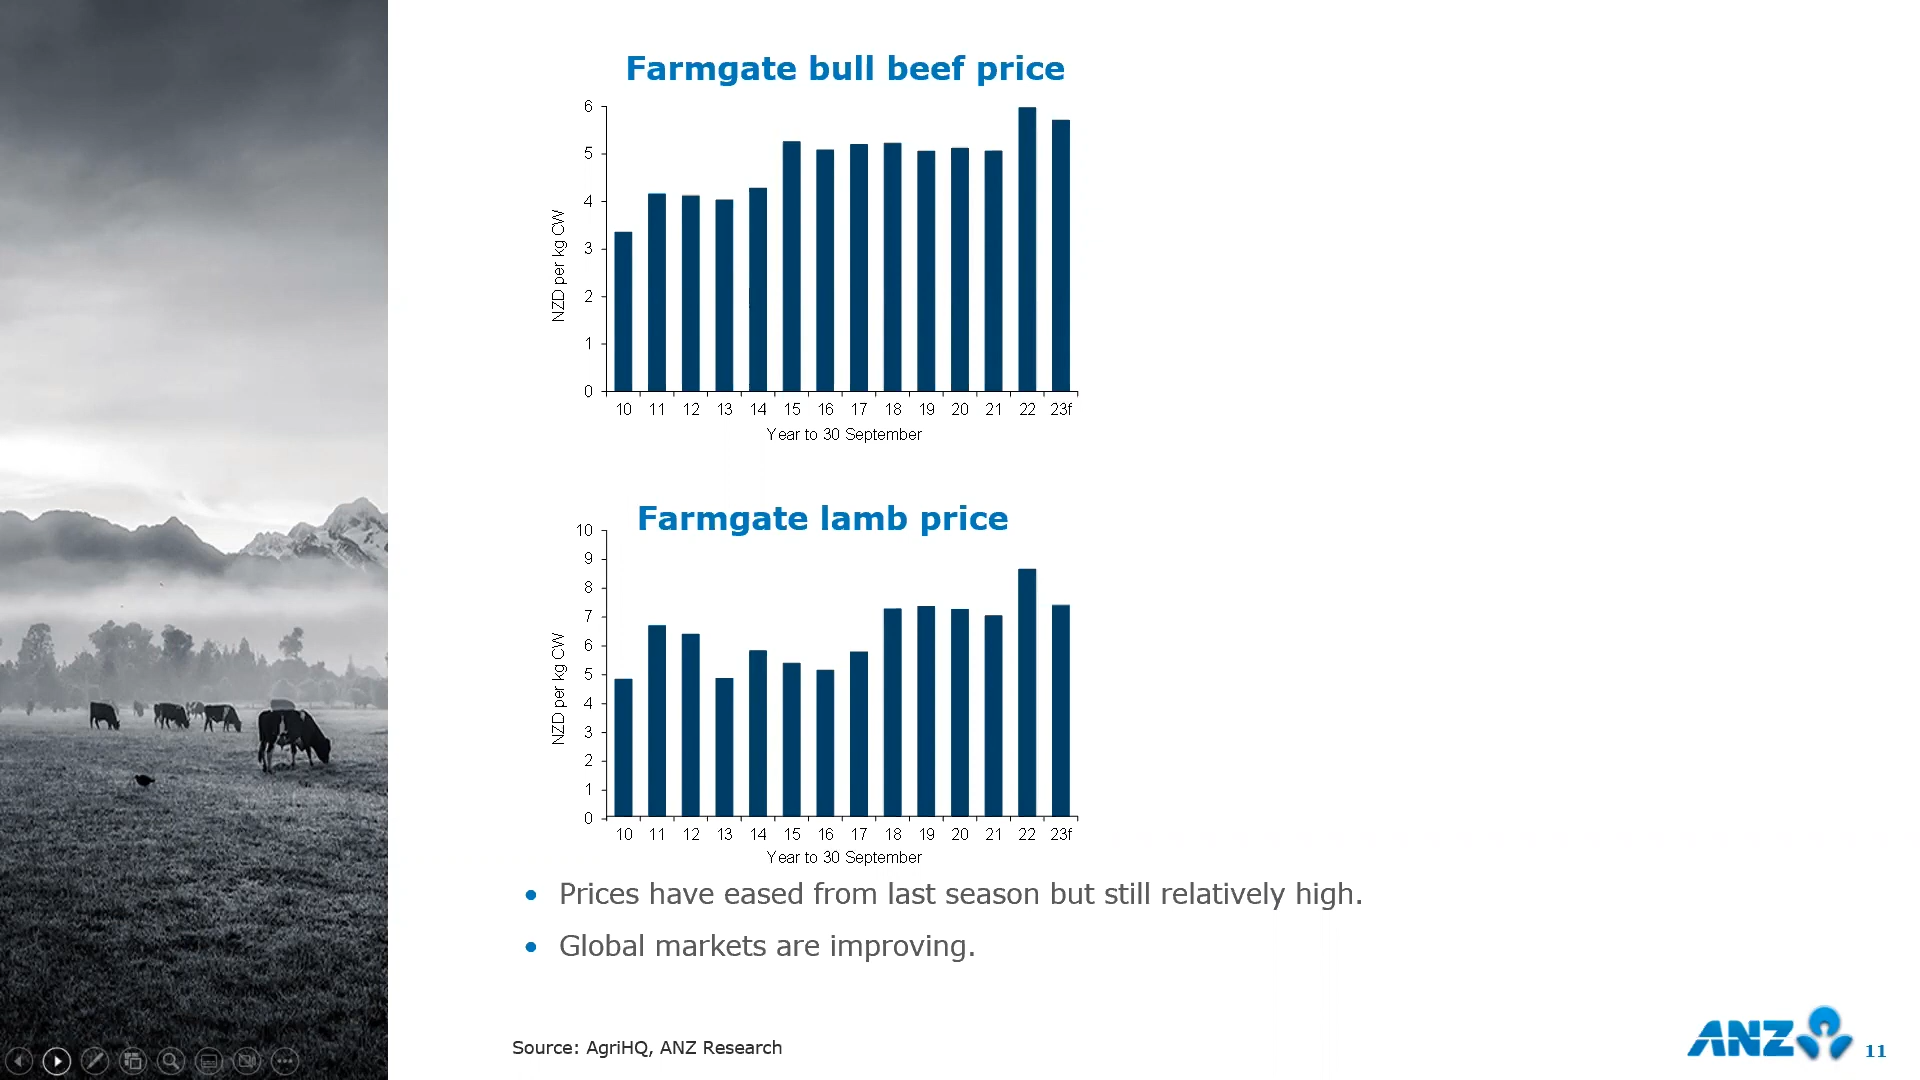 Farmgate bull beef price
6
5
4
3
2
1
0
NZD per kg CW
10 11 12 13 14 15 16 17 18 19 20 21 22 23f
Year to 30 September
Farmgate lamb price
10
9
8
7
6
5
4
3
2
1
0
NZD per kg CW
10 11 12 13 14 15 16 17 18 19 20 21 22 23f
Year to 30 September
• Prices have eased from last season but still relatively high.
• Global markets are improving.
Source: AgriHQ, ANZ Research
ANZ
11